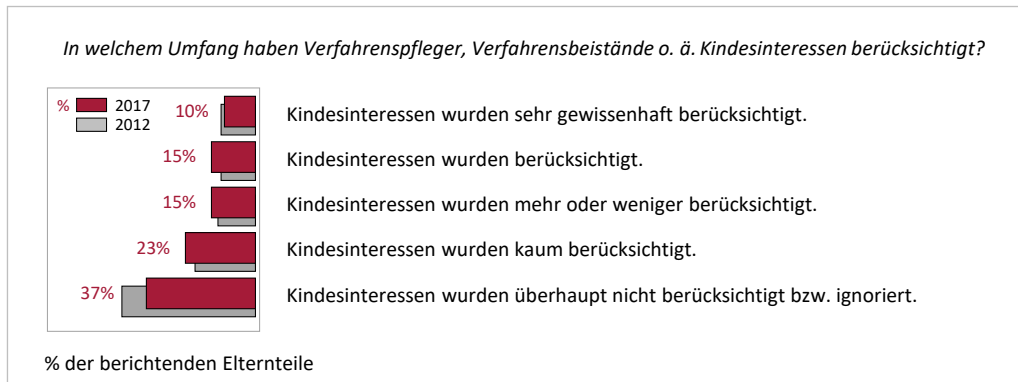 In welchem Umfang haben Verfahrenspfleger, Verfahrensbeistände o. ä. Kindesinteressen berücksichtigt?
% 2017
2012
10% Kindesinteressen wurden sehr gewissenhaft berücksichtigt.
15% Kindesinteressen wurden berücksichtigt.
15% Kindesinteressen wurden mehr oder weniger berücksichtigt.
23% Kindesinteressen wurden kaum berücksichtigt.
37% Kindesinteressen wurden überhaupt nicht berücksichtigt bzw. ignoriert.
% der berichtenden Elternteile